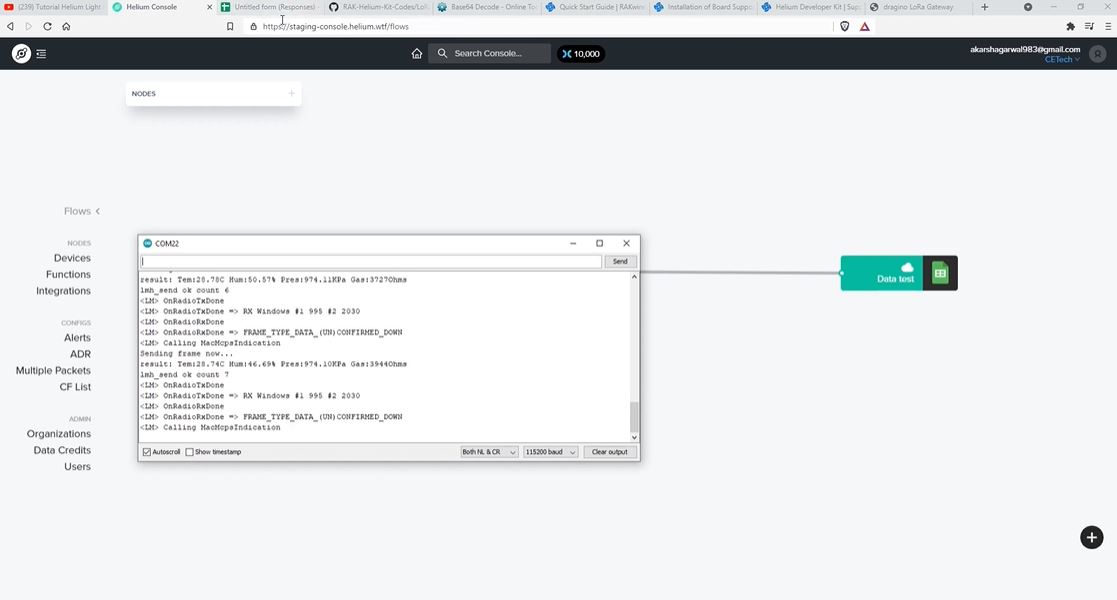 (239) Tutorial Helium Light
Helium Console
Untitled form (Responses) -
RAK-Helium-Kit-Codes/LoR
Base64 Decode - Online To
Quick Start Guide | RAKwire
Installation of Board Suppo
Helium Developer Kit | Sup
dragino LoRa Gateway
https://staging-console.helium.wtf/flows
Search Console...
10,000
akarshagarwal983@gmail.com
CETech
NODES
Flows
NODES
Devices
Functions
Integrations
CONFIGS
Alerts
ADR
Multiple Packets
CF List
ADMIN
Organizations
Data Credits
Users
COM22
Send
result: Tem:28.78C Hum:50.57% Pres:974.11KPa Gas:3727Ohms
lmh_send ok count 6
<LM> OnRadioTxDone
<LM> OnRadioTxDone => RX Windows #1 995 #2 2030
<LM> OnRadioRxDone
<LM> OnRadioRxDone => FRAME_TYPE_DATA_(UN)CONFIRMED_DOWN
<LM> Calling MacMcpsIndication
Sending frame now...
result: Tem:28.74C Hum:46.69% Pres:974.10KPa Gas:3944Ohms
lmh_send ok count 7
<LM> OnRadioTxDone
<LM> OnRadioTxDone => RX Windows #1 995 #2 2030
<LM> OnRadioRxDone
<LM> OnRadioRxDone => FRAME_TYPE_DATA_(UN)CONFIRMED_DOWN
<LM> Calling MacMcpsIndication
Autoscroll
Show timestamp
Both NL & CR
115200 baud
Clear output
Data test